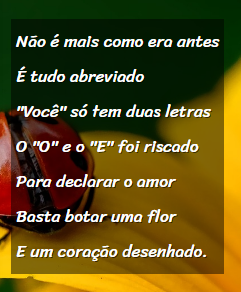 Não é mais como era antes
É tudo abreviado
"Você" só tem duas letras
O "O" e o "E" foi riscado
Para declarar o amor
Basta botar uma flor
E um coração desenhado.